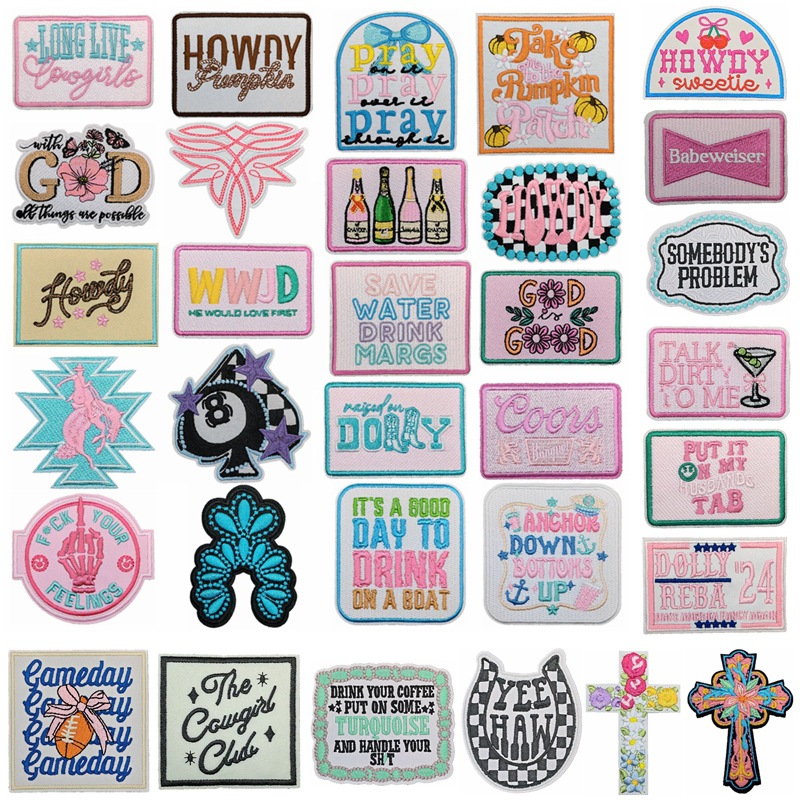 LONG LIVE
Cowgirls
HOWDY
Pumpkin
pray
on it
pray
over it
pray
through it
Take
me to the
Pumpkin
Patch
HOWDY
sweetie
with
GOD
all things are possible
Babeweiser
HOWDY
SOMEBODY'S
PROBLEM
Howdy
WWJD
HE WOULD LOVE FIRST
SAVE
WATER
DRINK
MARGS
GOD
is
GOOD
TALK
DIRTY
TO ME
8
raised on
DOLLY
Coors
Banquet
PUT IT
ON MY
HUSBANDS
TAB
F*CK YOUR
FEELINGS
IT'S A GOOD
DAY TO
DRINK
ON A BOAT
ANCHOR
DOWN
BOTTOMS
UP
DOLLY
REBA '24
Gameday
Gameday
Gameday
Gameday
The
Cowgirl
Club
DRINK YOUR COFFEE
PUT ON SOME
TURQUOISE
AND HANDLE YOUR
SH*T
YEE
HAW